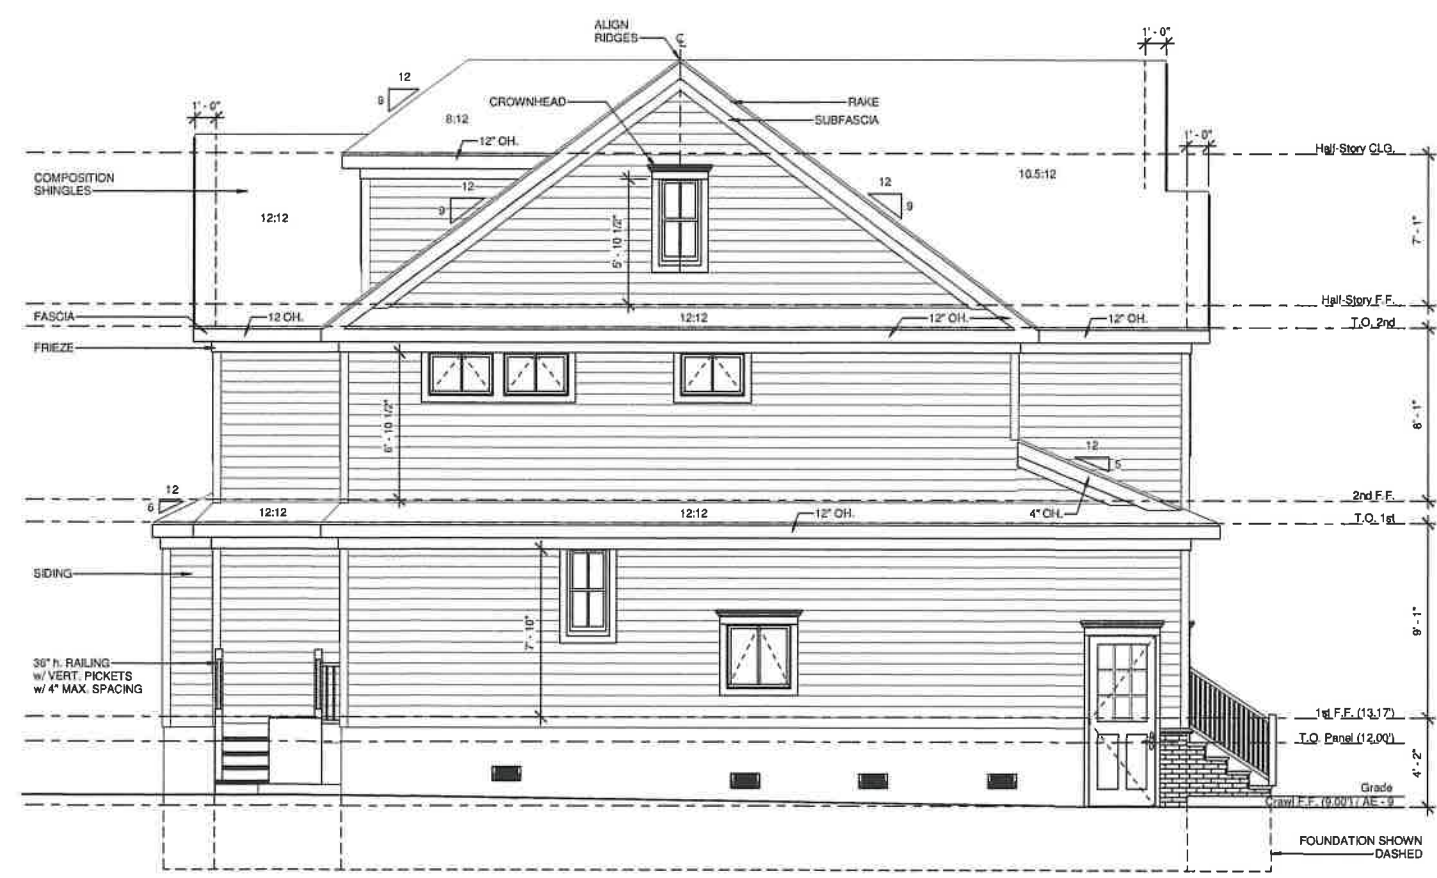 ALIGN
RIDGES
℄
1' - 0"
12
9
CROWNHEAD
RAKE
1' - 0"
8:12
SUBFASCIA
12" OH.
1' - 0"
Half-Story CLG.
COMPOSITION
SHINGLES
12
9
12
9
10.5:12
12:12
5' - 10 1/2"
7' - 1"
Half-Story F.F.
FASCIA
12 OH.
12:12
12" OH.
12" OH.
T.O. 2nd
FRIEZE
6' - 10 1/2"
8' - 1"
12
5
12
6
2nd F.F.
12:12
12:12
12" OH.
4" OH.
T.O. 1st
SIDING
7' - 10"
9' - 1"
36" h. RAILING
w/ VERT. PICKETS
w/ 4" MAX. SPACING
1st F.F. (13.17')
T.O. Panel (12.00')
4' - 2"
Grade
Crawl F.F. (9.00') / AE - 9
FOUNDATION SHOWN
DASHED